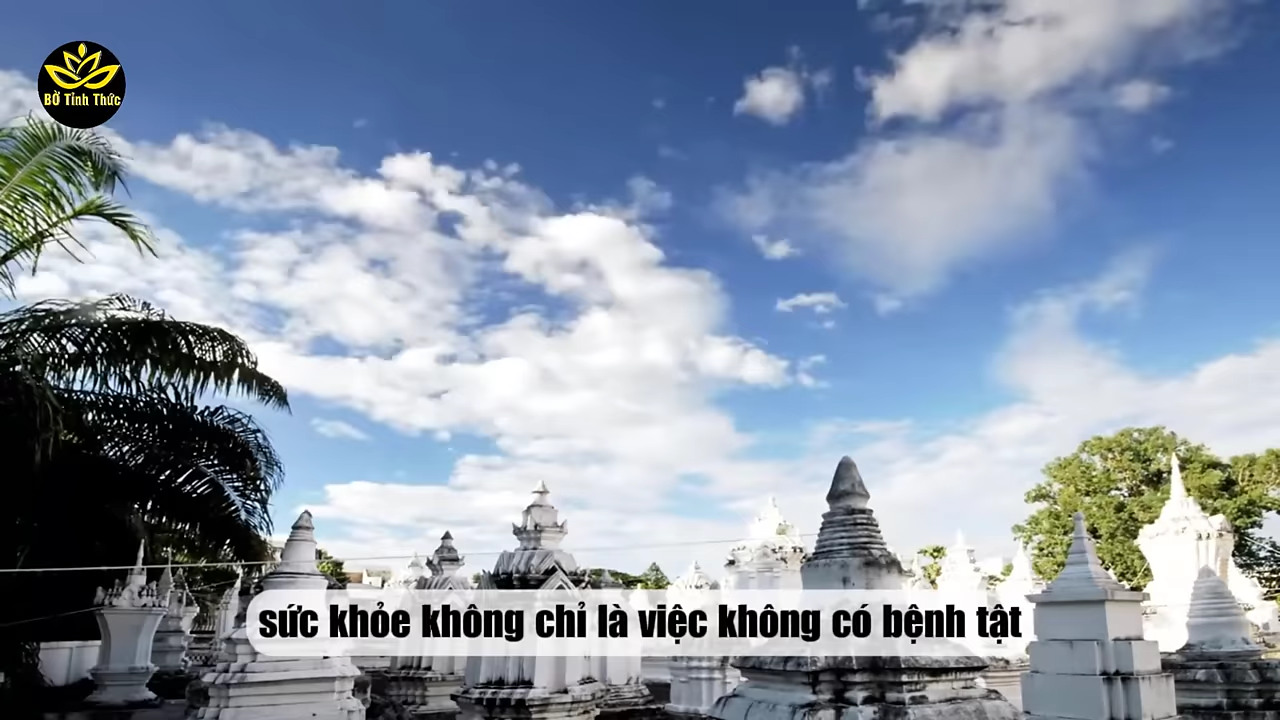 BỜ Tỉnh Thức
sức khỏe không chỉ là việc không có bệnh tật